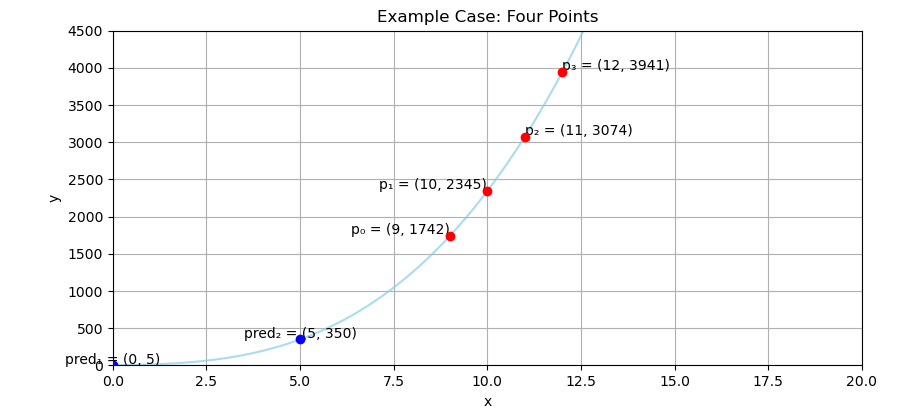 Example Case: Four Points
4500
4000
3500
3000
2500
2000
1500
1000
500
0
y
p₃ = (12, 3941)
p₂ = (11, 3074)
p₁ = (10, 2345)
p₀ = (9, 1742)
pred₂ = (5, 350)
pred₁ = (0, 5)
0.0 2.5 5.0 7.5 10.0 12.5 15.0 17.5 20.0
x